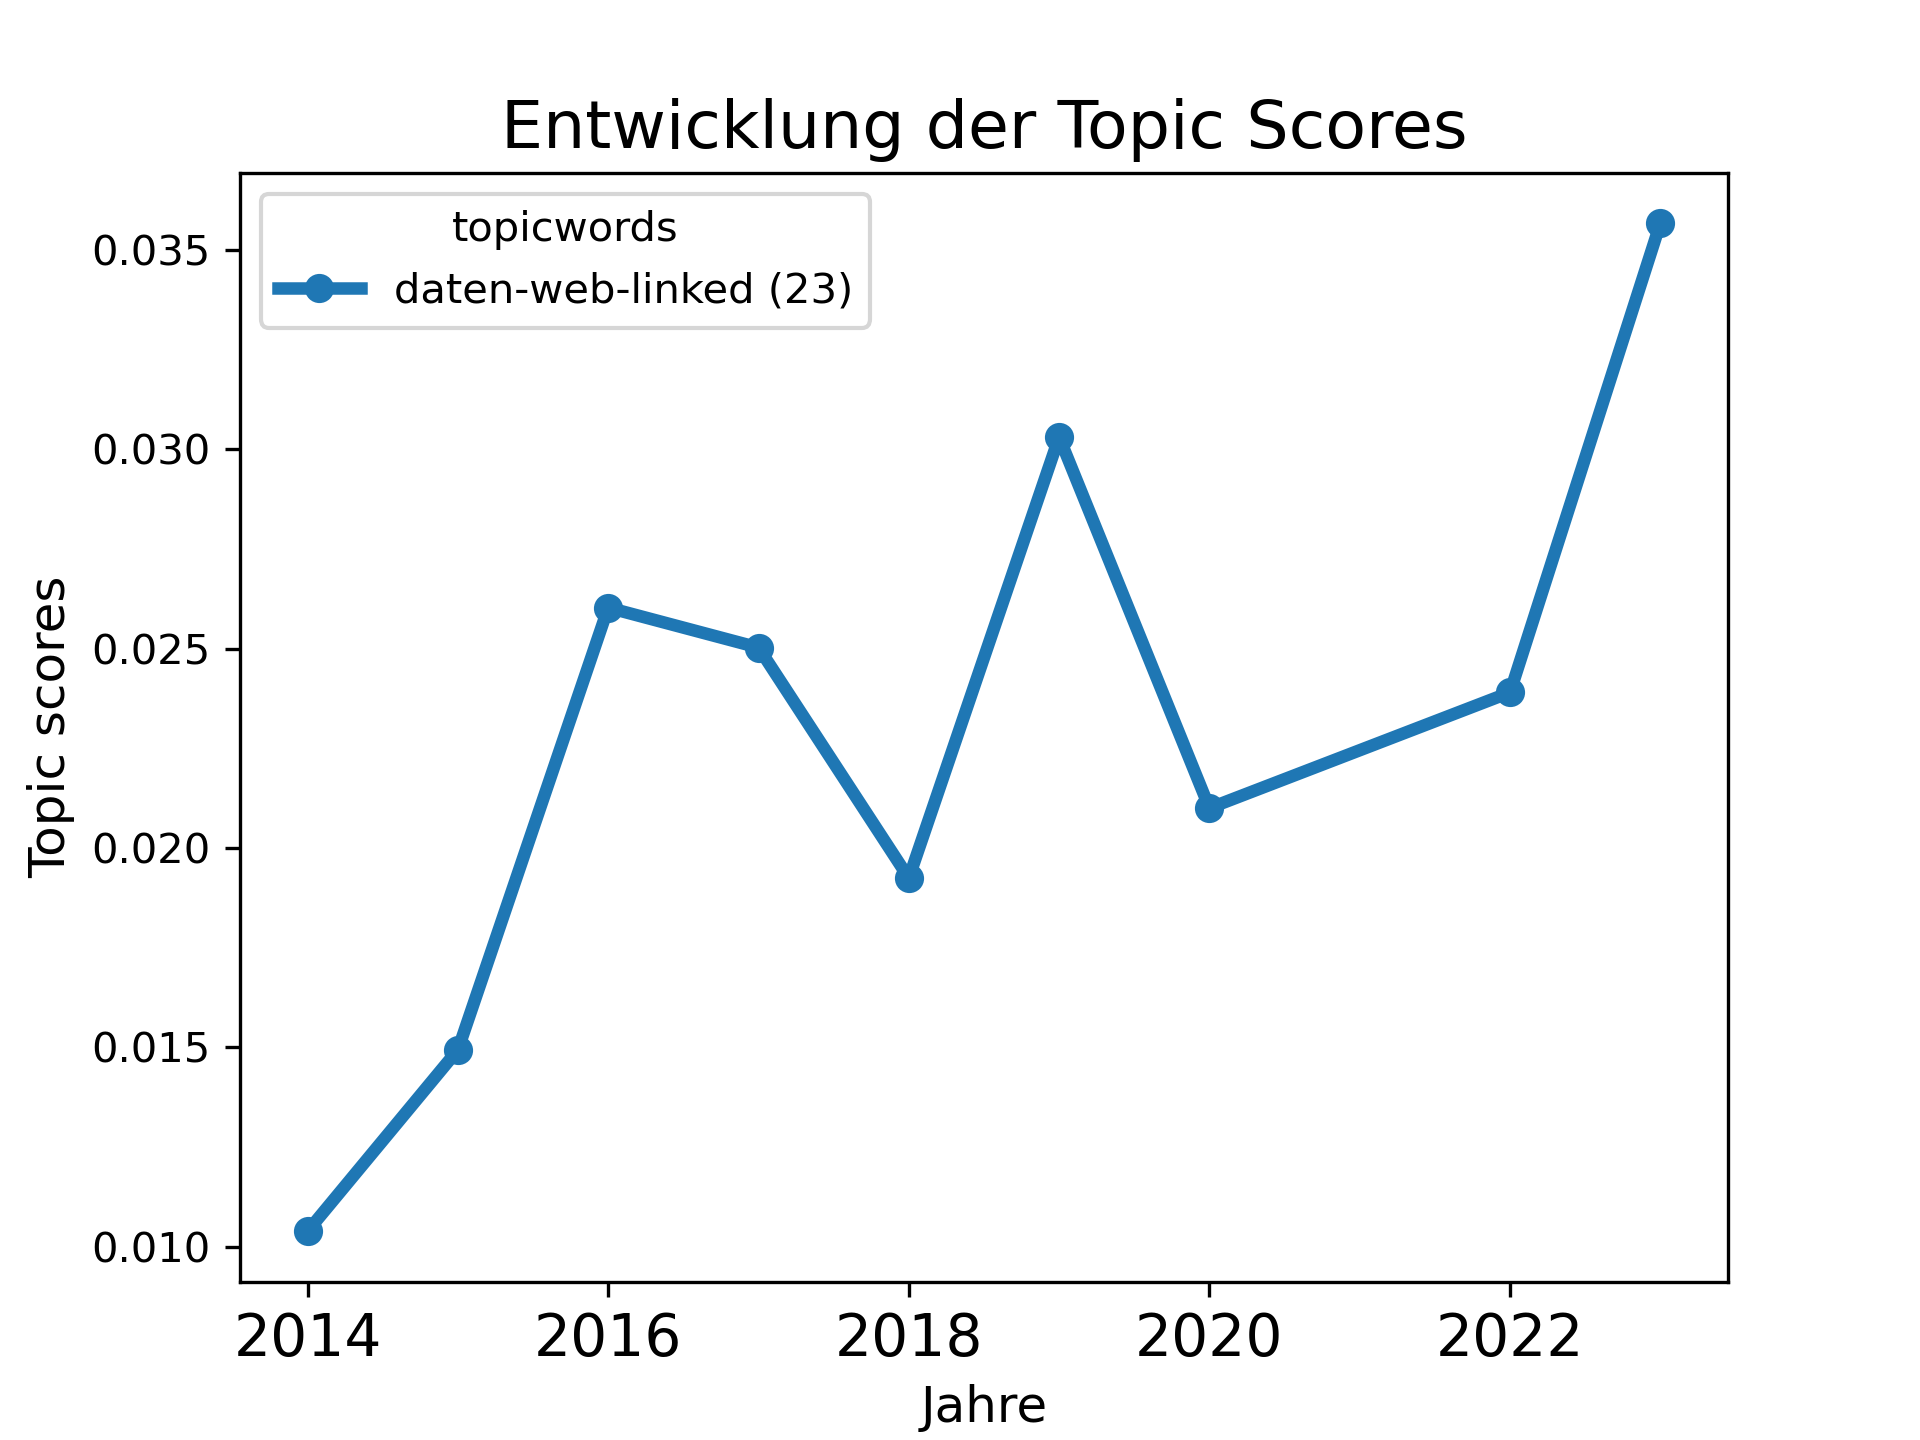 Entwicklung der Topic Scores
topicwords
daten-web-linked (23)
Topic scores
0.035
0.030
0.025
0.020
0.015
0.010
2014 2016 2018 2020 2022
Jahre